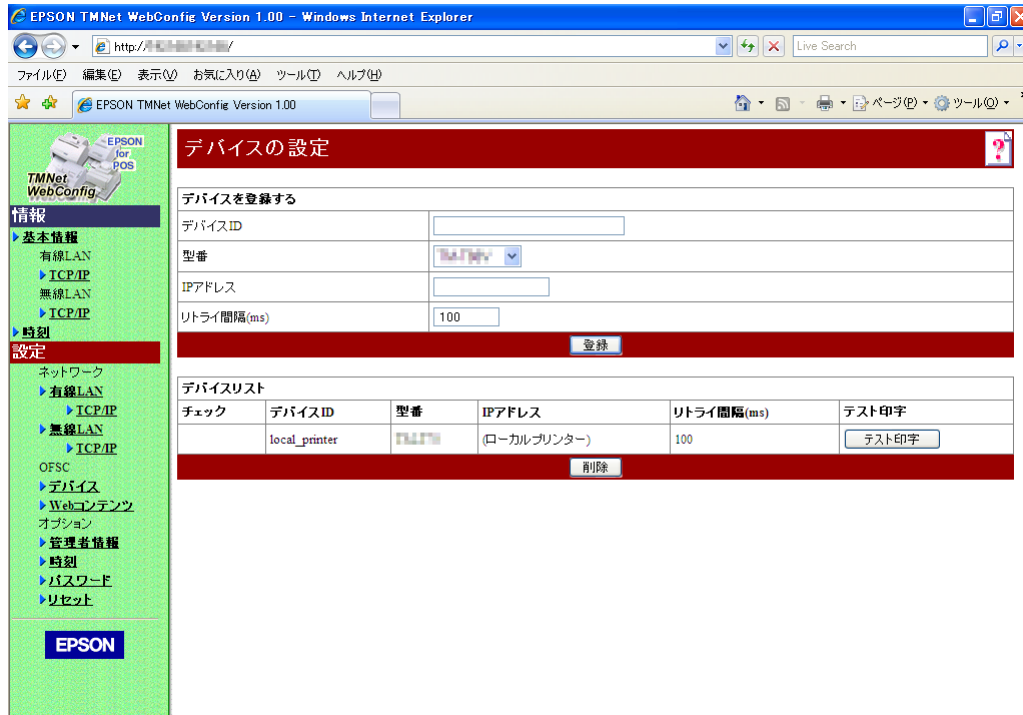 EPSON TMNet WebConfig Version 1.00 - Windows Internet Explorer
http://
Live Search
ファイル(F) 編集(E) 表示(V) お気に入り(A) ツール(T) ヘルプ(H)
EPSON TMNet WebConfig Version 1.00
ページ(P) ツール(O)
EPSON
for
POS
TMNet
WebConfig
情報
基本情報
有線LAN
TCP/IP
無線LAN
TCP/IP
時刻
設定
ネットワーク
有線LAN
TCP/IP
無線LAN
TCP/IP
OFSC
デバイス
Webコンテンツ
オプション
管理者情報
時刻
パスワード
リセット
EPSON
デバイスの設定
?
デバイスを登録する
デバイスID
型番
IPアドレス
リトライ間隔(ms) 100
登録
デバイスリスト
チェック デバイスID 型番 IPアドレス リトライ間隔(ms) テスト印字
local_printer (ローカルプリンター) 100 テスト印字
削除